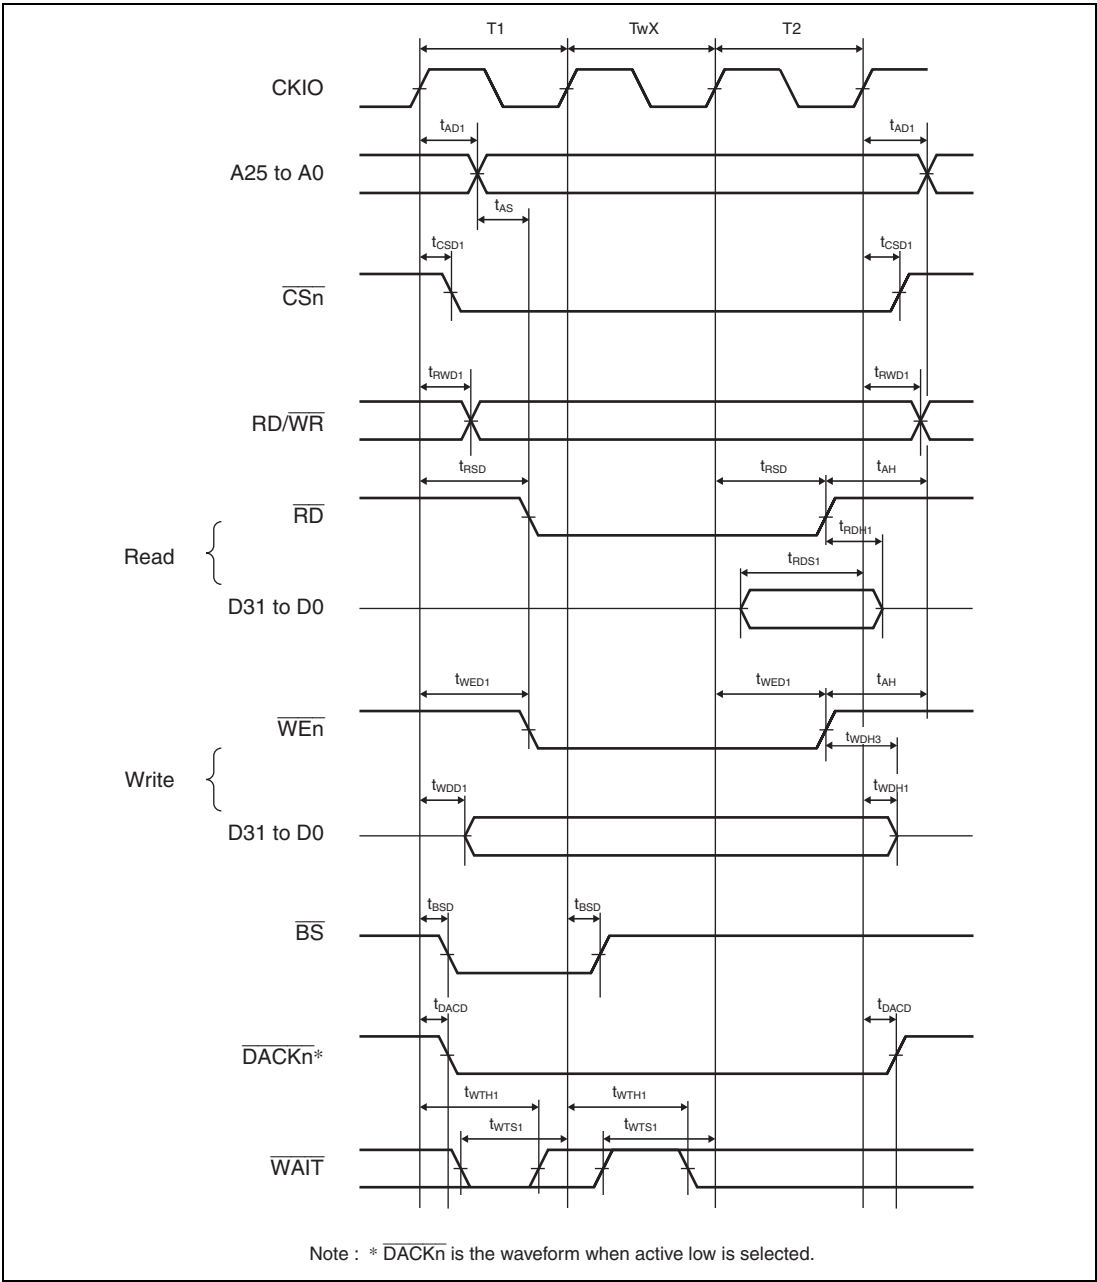 T1 TwX T2
CKIO
tAD1 tAD1
A25 to A0
tAS
tCSD1 tCSD1
CSn
tRWD1 tRWD1
RD/WR
tRSD tRSD tAH
RD
tRDH1
Read
tRDS1
D31 to D0
tWED1 tWED1 tAH
WEn
tWDH3
Write
tWDD1 tWDH1
D31 to D0
tBSD tBSD
BS
tDACD tDACD
DACKn*
tWTH1 tWTH1
tWTS1 tWTS1
WAIT
Note : * DACKn is the waveform when active low is selected.